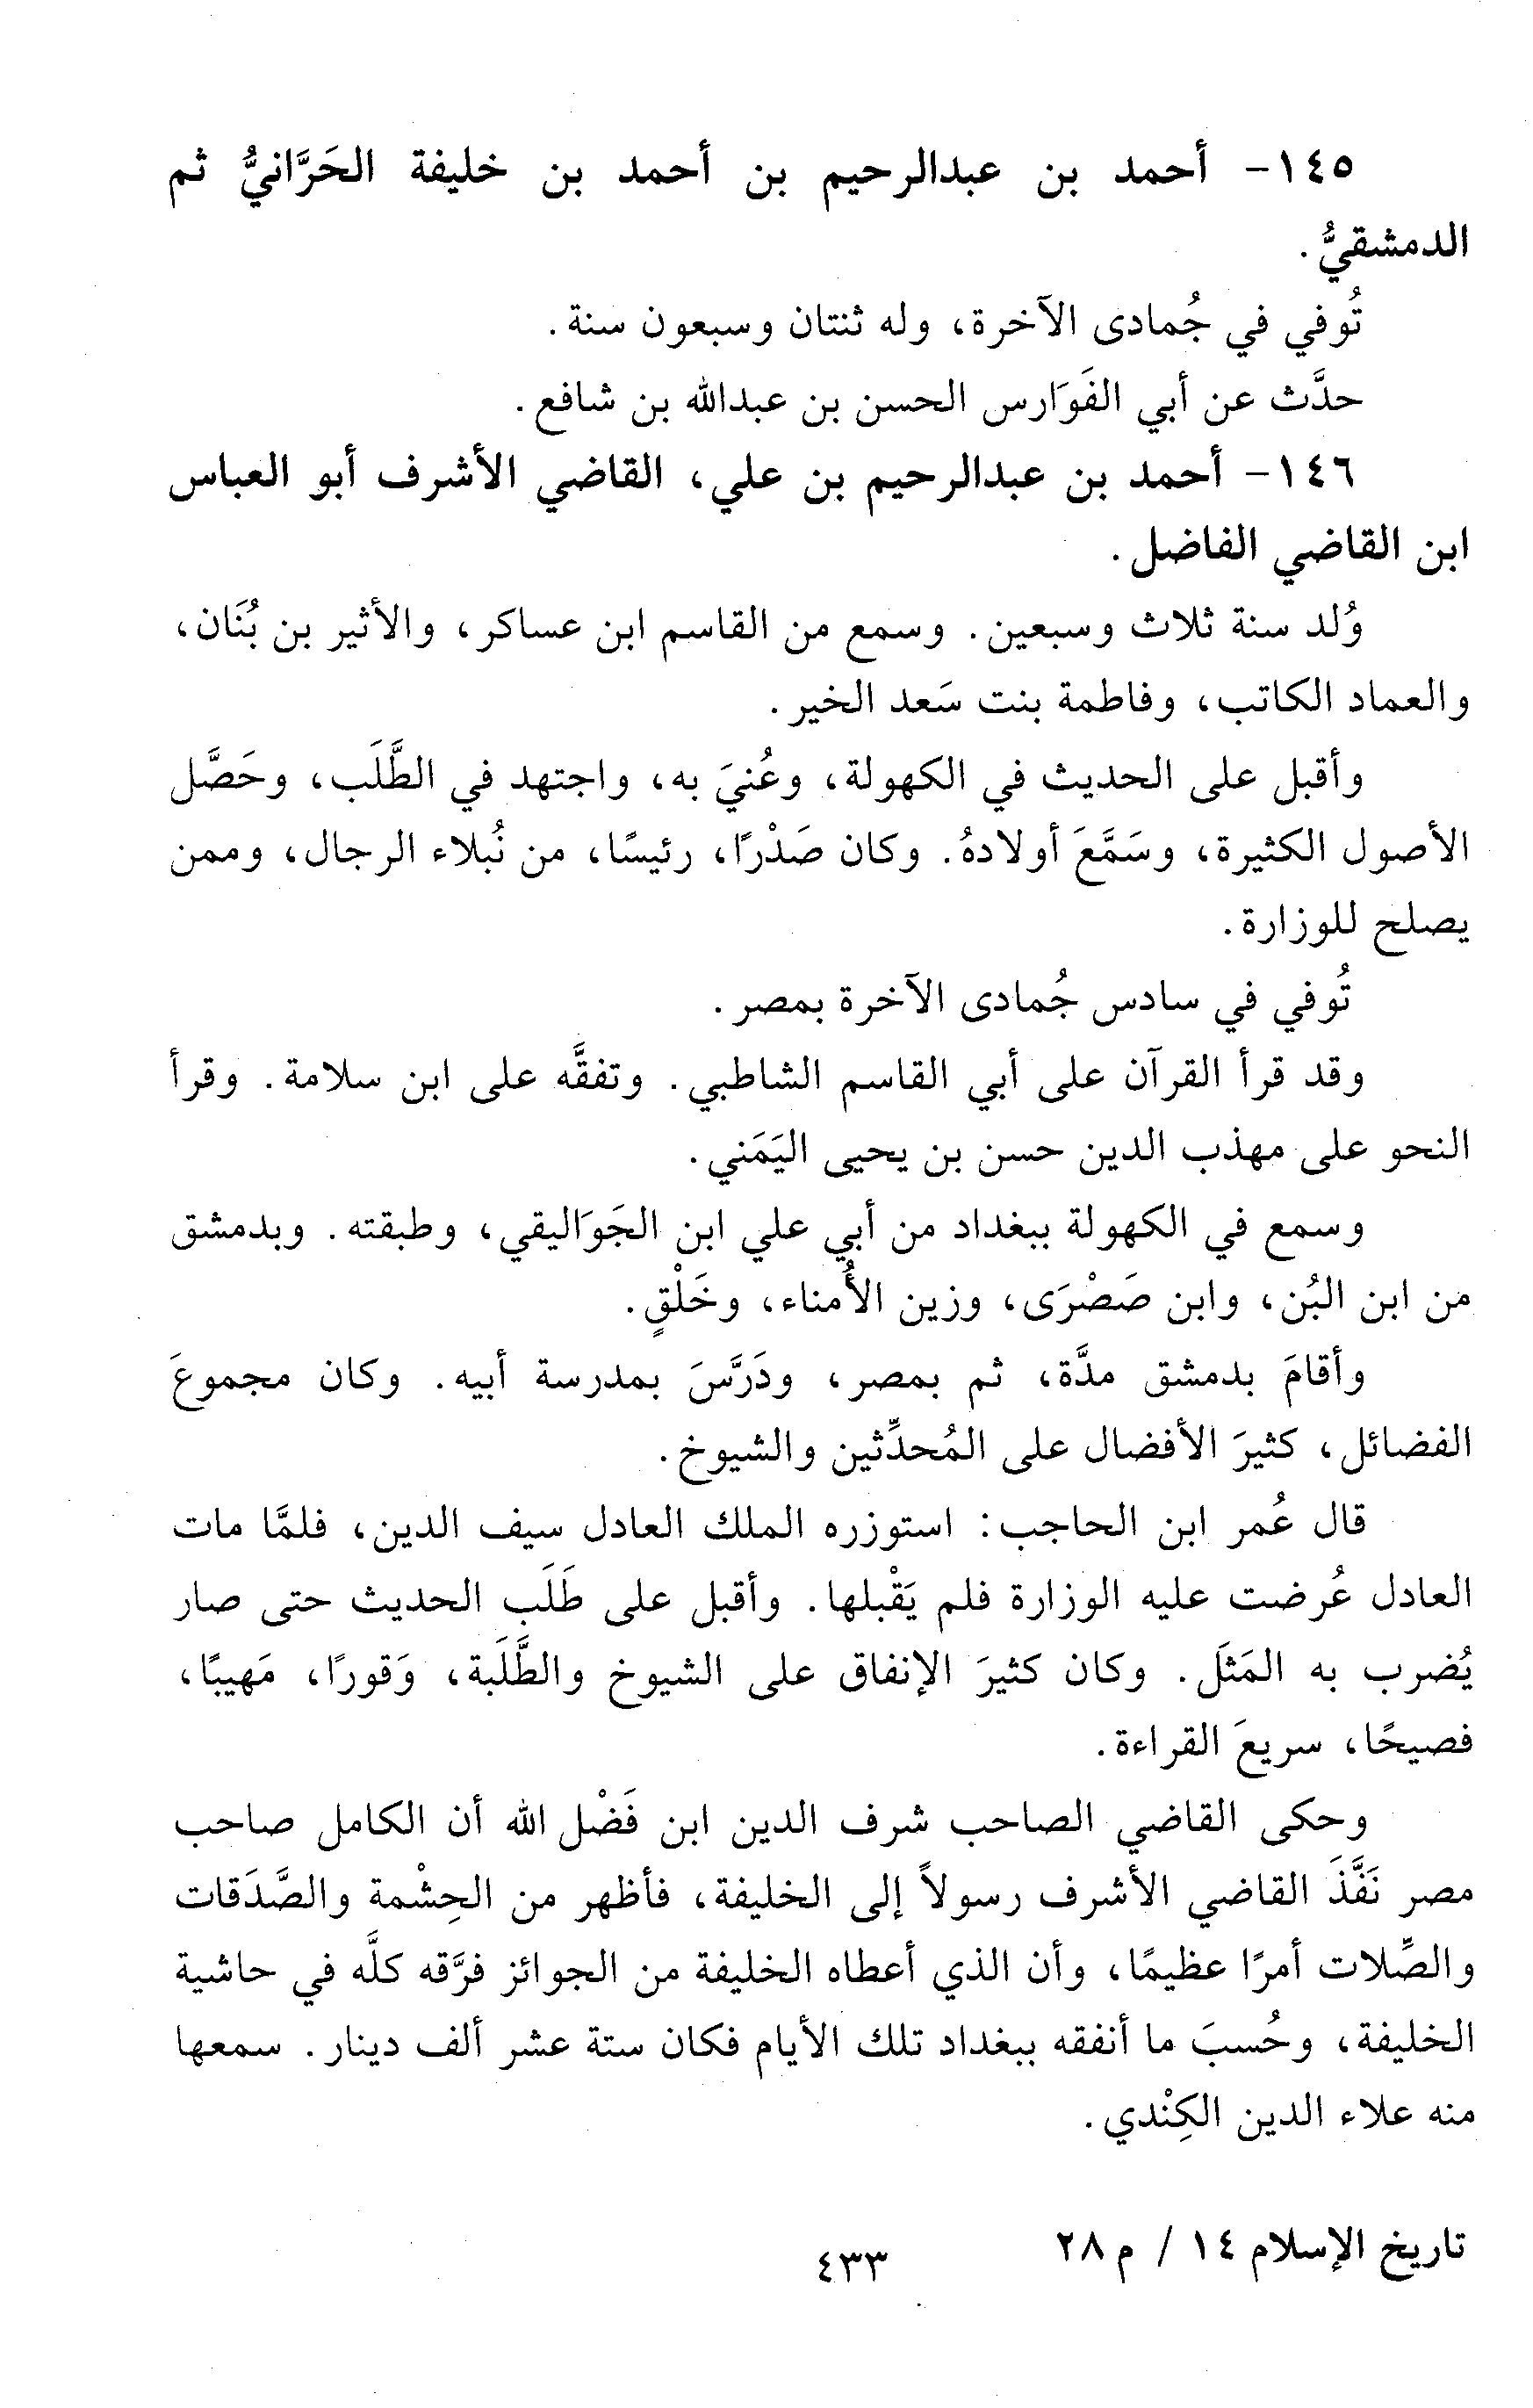 ١٤٥- أحمد بن عبدالرحيم بن أحمد بن خليفة الحَرَّانيُّ ثم
الدمشقيُّ.
تُوفي في جُمادى الآخرة، وله ثنتان وسبعون سنة.
حدَّث عن أبي الفَوَارس الحسن بن عبدالله بن شافع.
١٤٦- أحمد بن عبدالرحيم بن علي، القاضي الأشرف أبو العباس
ابن القاضي الفاضل.
وُلد سنة ثلاث وسبعين. وسمع من القاسم ابن عساكر، والأثير بن بُنَان،
والعماد الكاتب، وفاطمة بنت سَعد الخير.
وأقبل على الحديث في الكهولة، وعُنيَ به، واجتهد في الطَّلَب، وحَصَّل
الأصول الكثيرة، وسَمَّعَ أولادهُ. وكان صَدْرًا، رئيسًا، من نُبلاء الرجال، وممن
يصلح للوزارة.
تُوفي في سادس جُمادى الآخرة بمصر.
وقد قرأ القرآن على أبي القاسم الشاطبي. وتفقَّه على ابن سلامة. وقرأ
النحو على مهذب الدين حسن بن يحيى اليَمَني.
وسمع في الكهولة ببغداد من أبي علي ابن الجَوَاليقي، وطبقته. وبدمشق
من ابن البُن، وابن صَصْرَى، وزين الأُمناء، وخَلْقٍ.
وأقامَ بدمشق مدَّة، ثم بمصر، ودَرَّسَ بمدرسة أبيه. وكان مجموعَ
الفضائل، كثيرَ الأفضال على المُحدِّثين والشيوخ.
قال عُمر ابن الحاجب: استوزره الملك العادل سيف الدين، فلمَّا مات
العادل عُرضت عليه الوزارة فلم يَقْبلها. وأقبل على طَلَب الحديث حتى صار
يُضرب به المَثَل. وكان كثيرَ الإنفاق على الشيوخ والطَّلَبة، وَقورًا، مَهيبًا،
فصيحًا، سريعَ القراءة.
وحكى القاضي الصاحب شرف الدين ابن فَضْل الله أن الكامل صاحب
مصر نَفَّذَ القاضي الأشرف رسولاً إلى الخليفة، فأظهر من الحِشْمة والصَّدَقات
والصِّلات أمرًا عظيمًا، وأن الذي أعطاه الخليفة من الجوائز فرَّقه كلَّه في حاشية
الخليفة، وحُسبَ ما أنفقه ببغداد تلك الأيام فكان ستة عشر ألف دينار. سمعها
منه علاء الدين الكِنْدي.
تاريخ الإسلام ١٤ / م ٢٨
٤٣٣